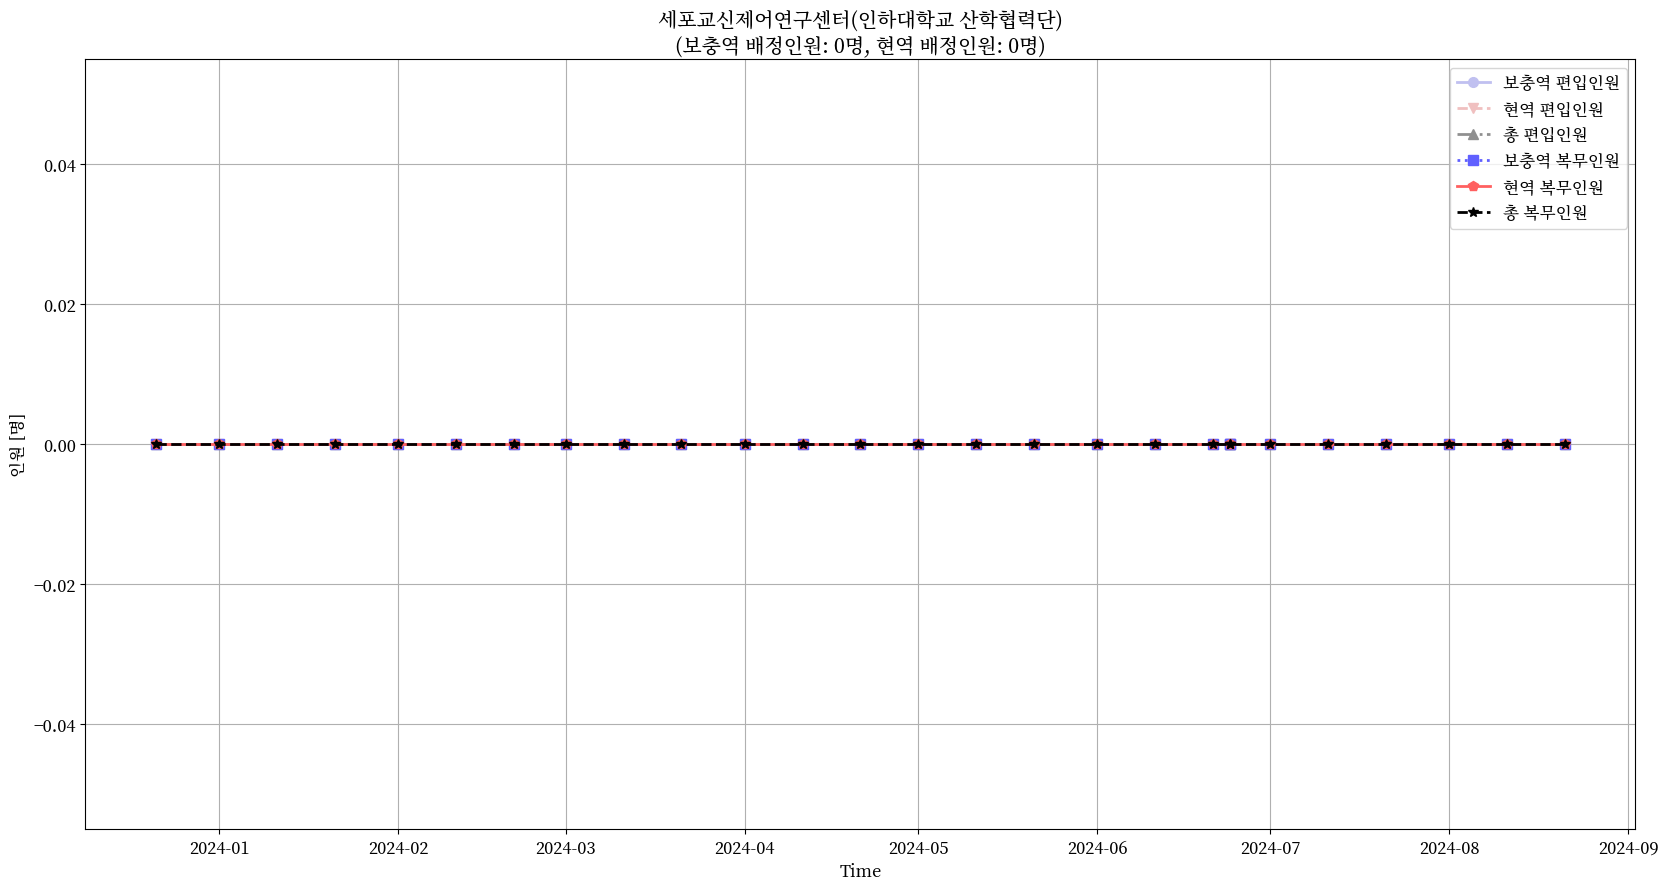 세포교신제어연구센터(인하대학교 산학협력단)
(보충역 배정인원: 0명, 현역 배정인원: 0명)
보충역 편입인원
현역 편입인원
총 편입인원
보충역 복무인원
현역 복무인원
총 복무인원
0.04
0.02
0.00
−0.02
−0.04
인원 [명]
2024-01
2024-02
2024-03
2024-04
2024-05
2024-06
2024-07
2024-08
2024-09
Time